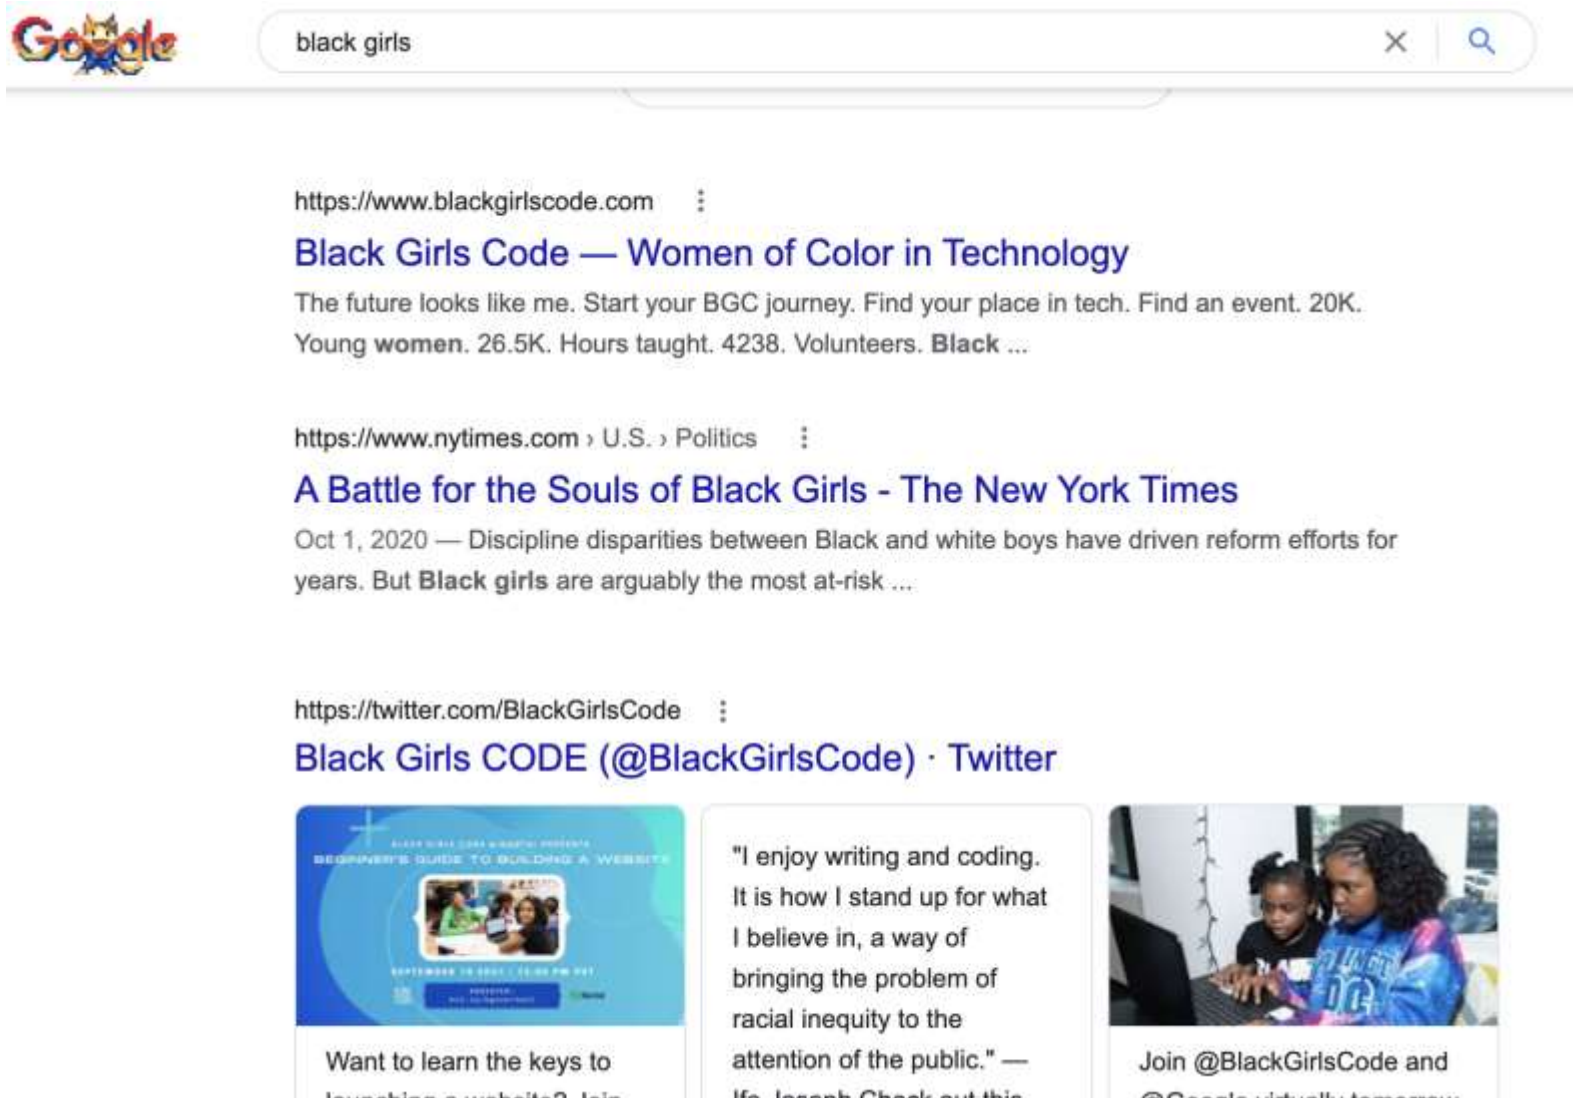 Google
black girls
https://www.blackgirlscode.com
Black Girls Code — Women of Color in Technology
The future looks like me. Start your BGC journey. Find your place in tech. Find an event. 20K.
Young women. 26.5K. Hours taught. 4238. Volunteers. Black ...
https://www.nytimes.com › U.S. › Politics
A Battle for the Souls of Black Girls - The New York Times
Oct 1, 2020 — Discipline disparities between Black and white boys have driven reform efforts for
years. But Black girls are arguably the most at-risk ...
https://twitter.com/BlackGirlsCode
Black Girls CODE (@BlackGirlsCode) · Twitter
BEGINNER'S GUIDE TO BUILDING A WEBSITE
Want to learn the keys to
"I enjoy writing and coding.
It is how I stand up for what
I believe in, a way of
bringing the problem of
racial inequity to the
attention of the public." —
Join @BlackGirlsCode and